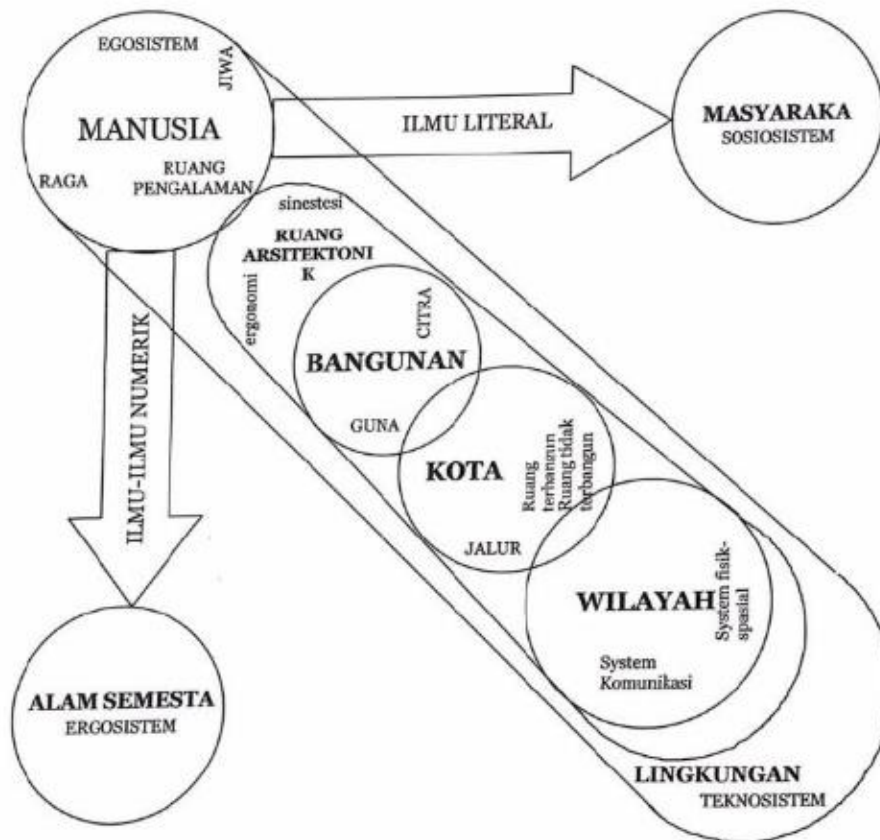 EGOSISTEM
JIWA
MANUSIA
RAGA
RUANG
PENGALAMAN
ILMU LITERAL
MASYARAKA
SOSIOSISTEM
sinestesi
RUANG
ARSITEKTONI
K
ergonomi
CITRA
BANGUNAN
GUNA
ILMU-ILMU NUMERIK
KOTA
Ruang
terbangun
Ruang tidak
terbangun
JALUR
WILAYAH
System fisik-
spasial
System
Komunikasi
ALAM SEMESTA
ERGOSISTEM
LINGKUNGAN
TEKNOSISTEM